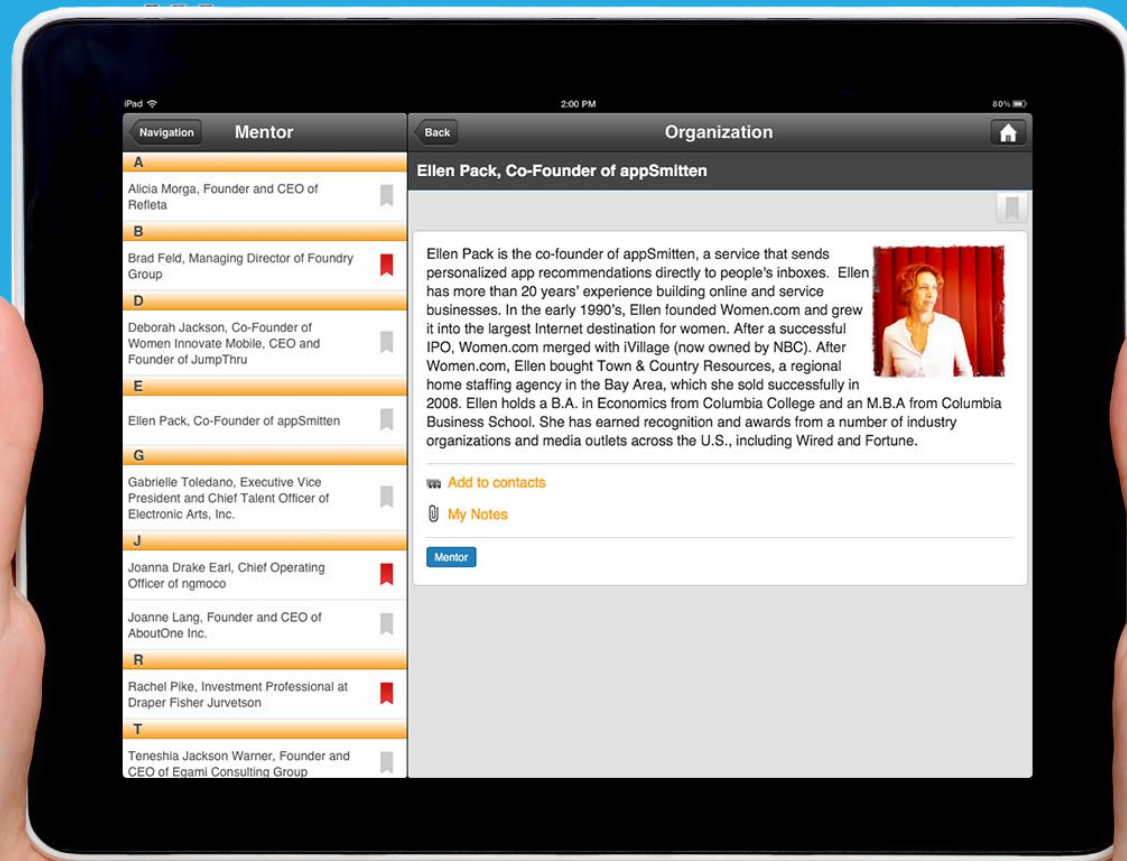 iPad
2:00 PM
80%
Navigation
Mentor
A
Alicia Morga, Founder and CEO of
Refleta
B
Brad Feld, Managing Director of Foundry
Group
D
Deborah Jackson, Co-Founder of
Women Innovate Mobile, CEO and
Founder of JumpThru
E
Ellen Pack, Co-Founder of appSmitten
G
Gabrielle Toledano, Executive Vice
President and Chief Talent Officer of
Electronic Arts, Inc.
J
Joanna Drake Earl, Chief Operating
Officer of ngmoco
Joanne Lang, Founder and CEO of
AboutOne Inc.
R
Rachel Pike, Investment Professional at
Draper Fisher Jurvetson
T
Teneshia Jackson Warner, Founder and
CEO of Egami Consulting Group
Back
Organization
Ellen Pack, Co-Founder of appSmitten
Ellen Pack is the co-founder of appSmitten, a service that sends
personalized app recommendations directly to people's inboxes. Ellen
has more than 20 years' experience building online and service
businesses. In the early 1990's, Ellen founded Women.com and grew
it into the largest Internet destination for women. After a successful
IPO, Women.com merged with iVillage (now owned by NBC). After
Women.com, Ellen bought Town & Country Resources, a regional
home staffing agency in the Bay Area, which she sold successfully in
2008. Ellen holds a B.A. in Economics from Columbia College and an M.B.A from Columbia
Business School. She has earned recognition and awards from a number of industry
organizations and media outlets across the U.S., including Wired and Fortune.
Add to contacts
My Notes
Mentor